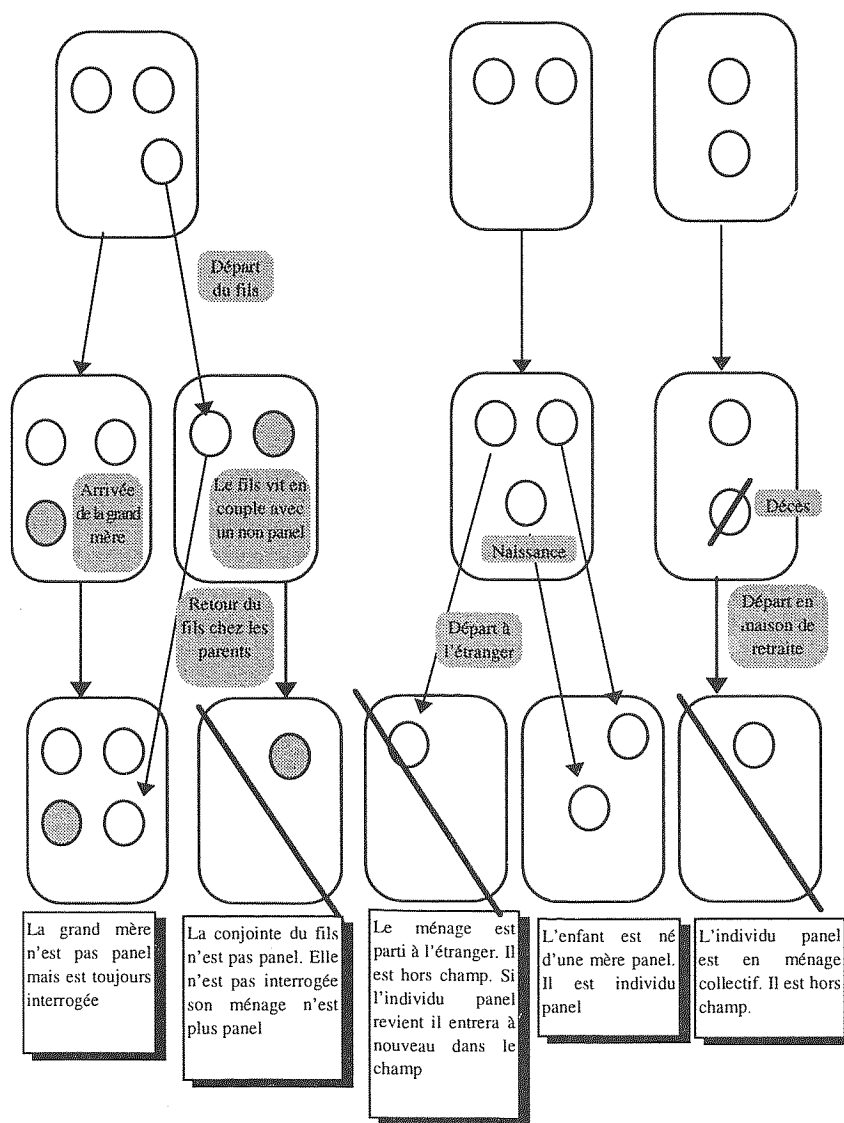 Départ
du fils
Arrivée
de la grand
mère
Le fils vit en
couple avec
un non panel
Naissance
Décès
Retour du
fils chez les
parents
Départ à
l'étranger
Départ en
maison de
retraite
La grand mère
n'est pas panel
mais est toujours
interrogée
La conjointe du fils
n'est pas panel. Elle
n'est pas interrogée
son ménage n'est
plus panel
Le ménage est
parti à l'étranger. Il
est hors champ. Si
l'individu panel
revient il entrera à
nouveau dans le
champ
L'enfant est né
d'une mère panel.
Il est individu
panel
L'individu panel
est en ménage
collectif. Il est hors
champ.